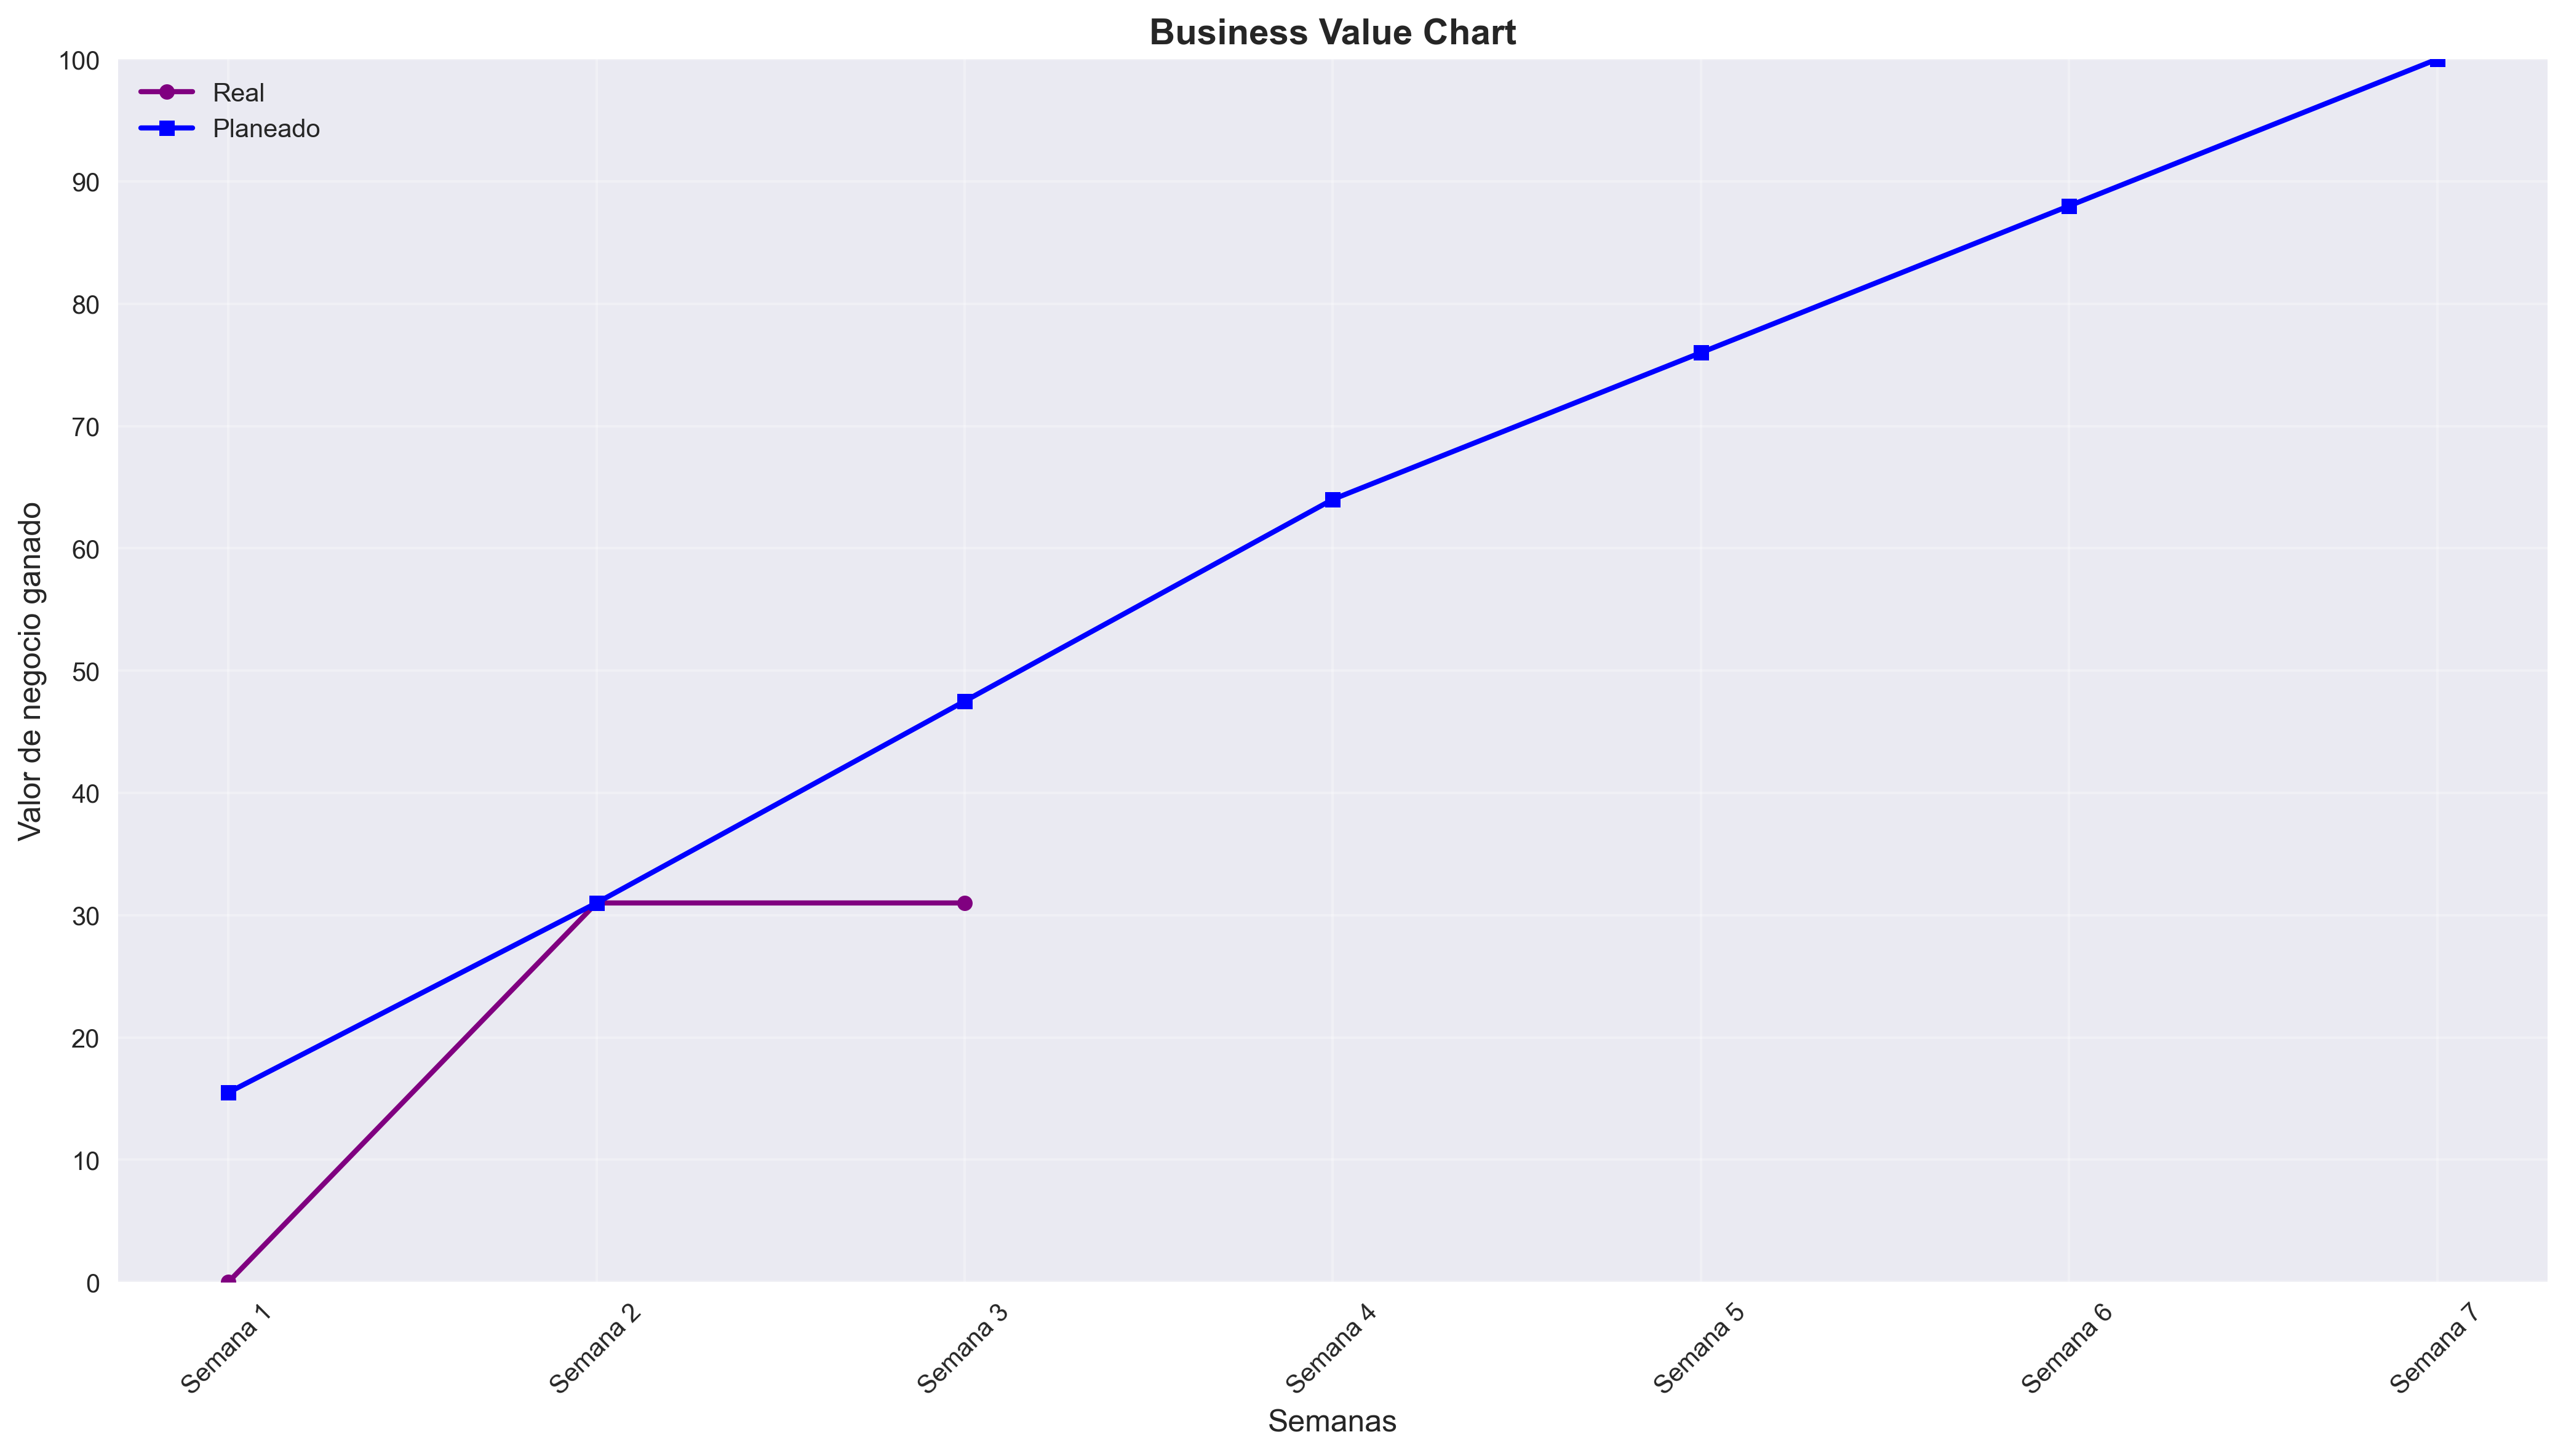 Business Value Chart
Real
Planeado
Valor de negocio ganado
100
90
80
70
60
50
40
30
20
10
0
Semana 1
Semana 2
Semana 3
Semana 4
Semana 5
Semana 6
Semana 7
Semanas